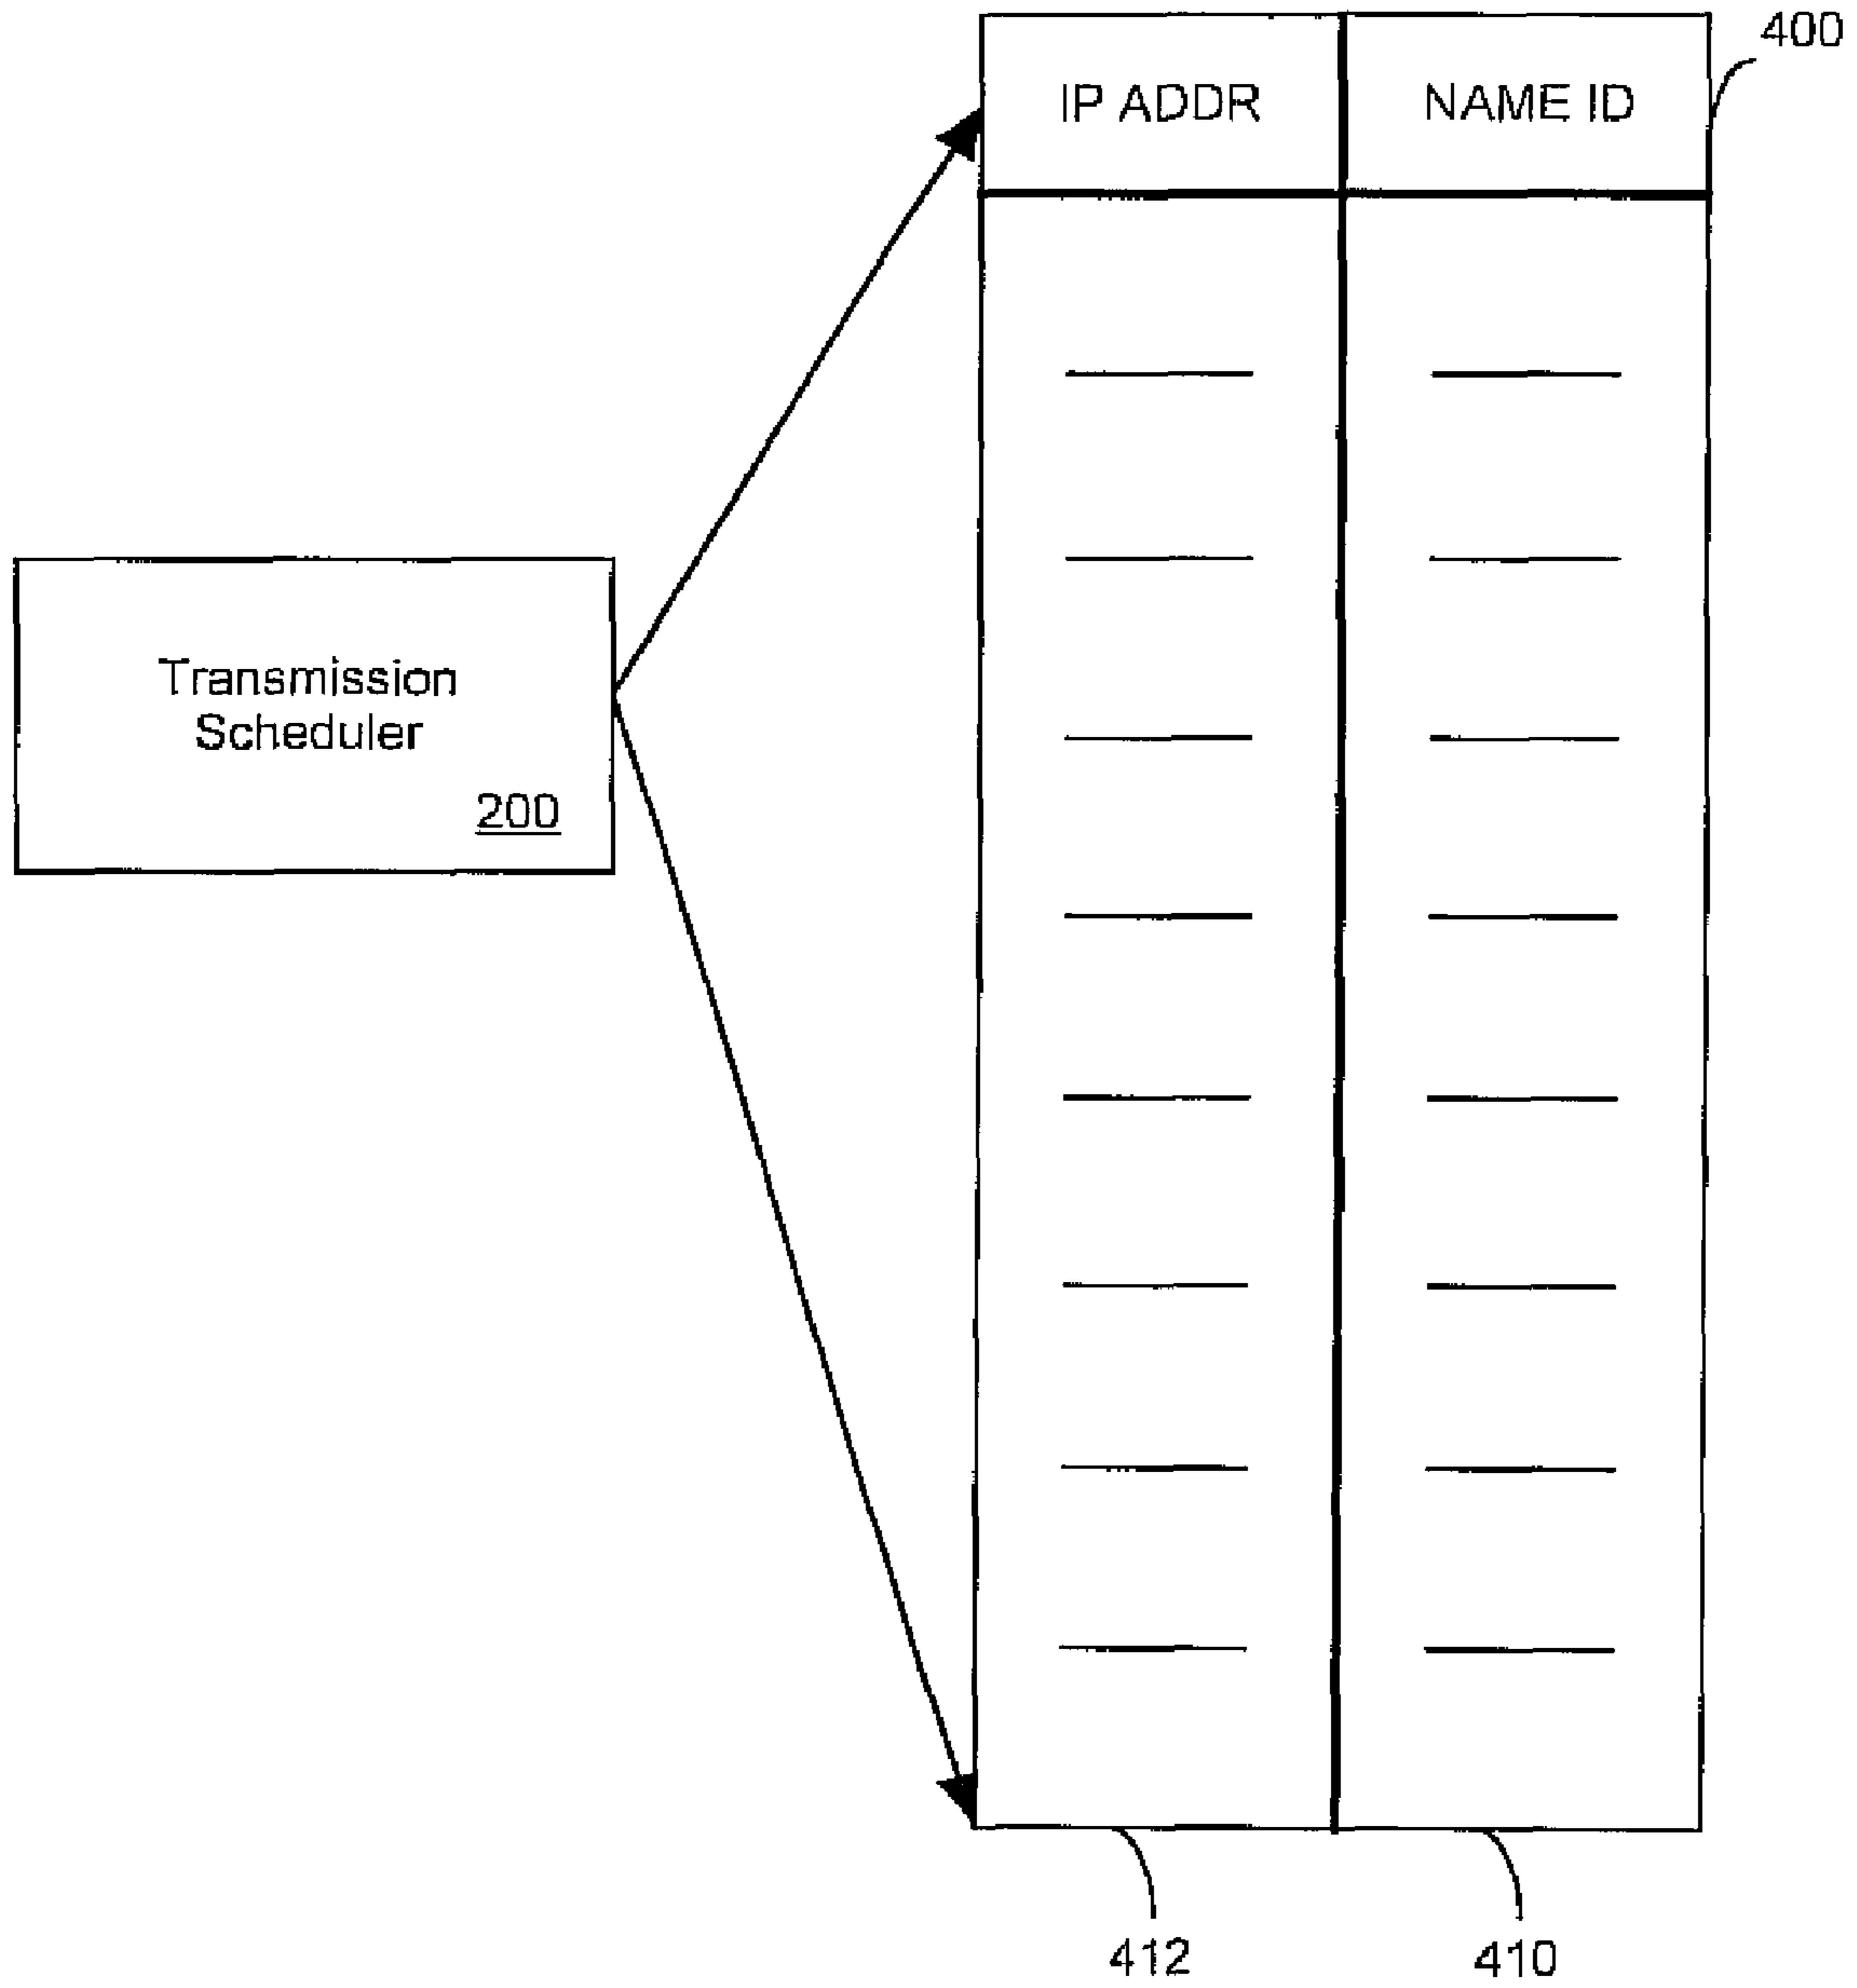 400
IP ADDR NAME ID
Transmission
Scheduler
200
412 410